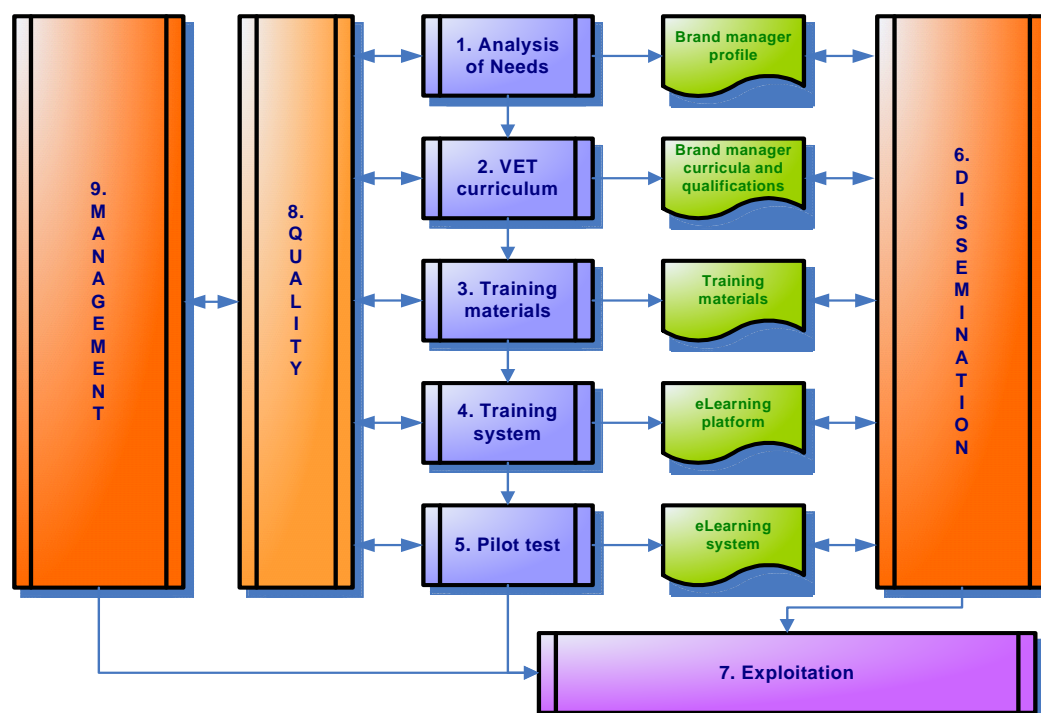 9.
M
A
N
A
G
E
M
E
N
T
8.
Q
U
A
L
I
T
Y
1. Analysis
of Needs
Brand manager
profile
2. VET
curriculum
Brand manager
curricula and
qualifications
3. Training
materials
Training
materials
4. Training
system
eLearning
platform
5. Pilot test
eLearning
system
6.
D
I
S
S
E
M
I
N
A
T
I
O
N
7. Exploitation